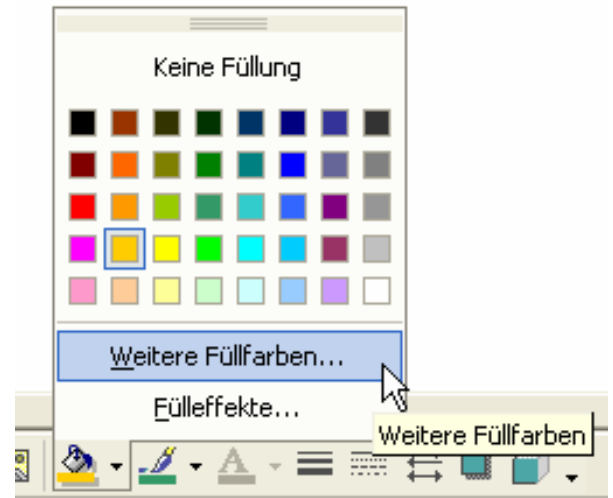 Keine Füllung
Weitere Füllfarben...
Fülleffekte...
Weitere Füllfarben
A